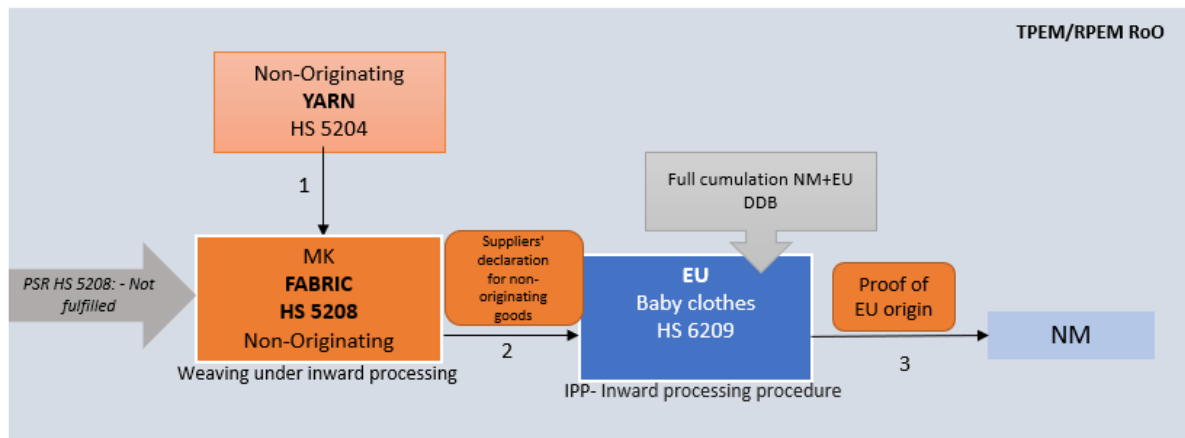 TPEM/RPEM RoO
Non-Originating
YARN
HS 5204
1
Full cumulation NM+EU
DDB
PSR HS 5208: - Not
fulfilled
MK
FABRIC
HS 5208
Non-Originating
Weaving under inward processing
Suppliers'
declaration
for non-
originating
goods
2
EU
Baby clothes
HS 6209
IPP- Inward processing procedure
Proof of
EU origin
3
NM